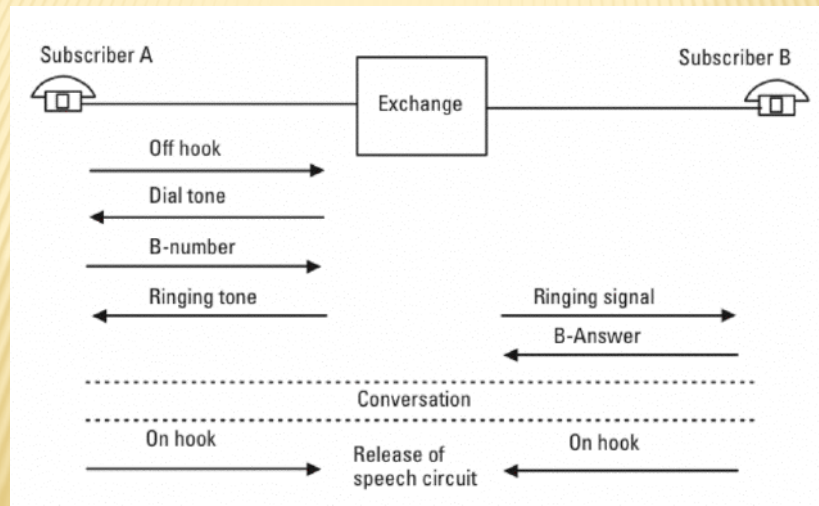 Subscriber A
Subscriber B
Exchange
Off hook
Dial tone
B-number
Ringing tone
Ringing signal
B-Answer
Conversation
On hook
Release of
speech circuit
On hook